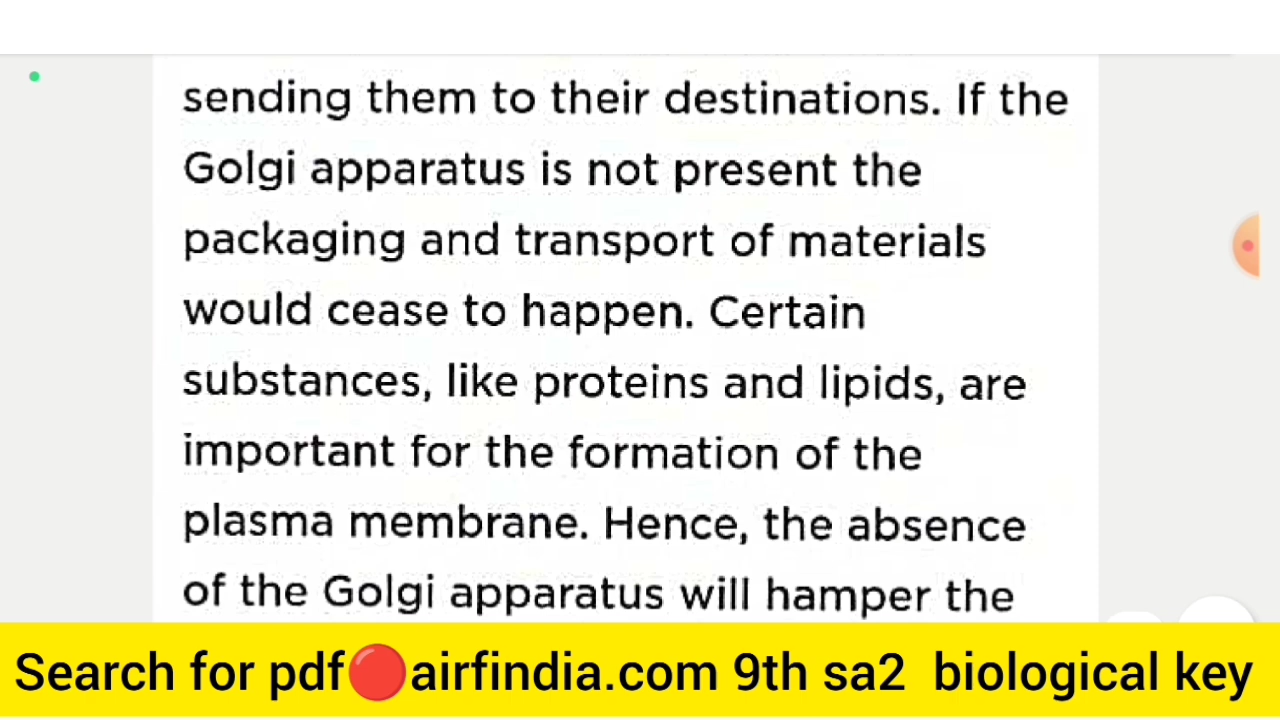 sending them to their destinations. If the
Golgi apparatus is not present the
packaging and transport of materials
would cease to happen. Certain
substances, like proteins and lipids, are
important for the formation of the
plasma membrane. Hence, the absence
of the Golgi apparatus will hamper the
Search for pdf🔴airfindia.com 9th sa2 biological key